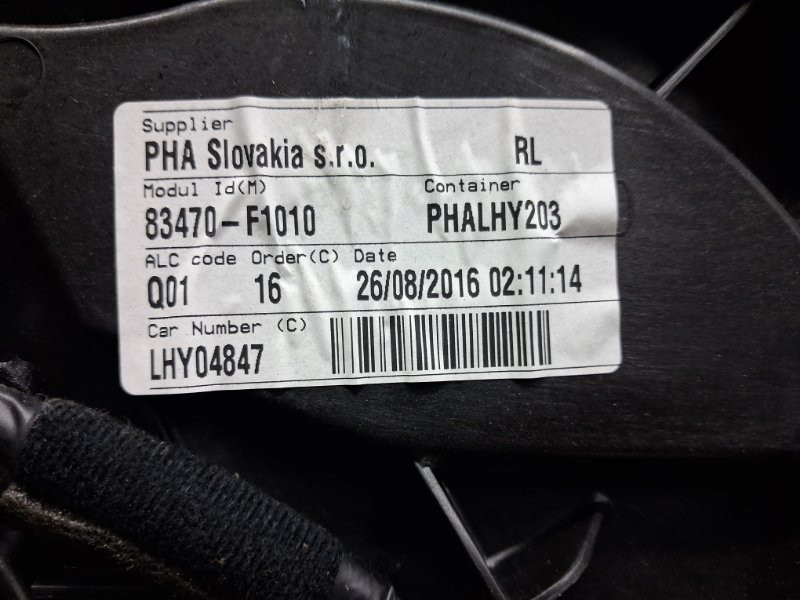 Supplier
PHA Slovakia s.r.o. RL
Modul Id(M) Container
83470-F1010 PHALHY203
ALC code Order(C) Date
Q01 16 26/08/2016 02:11:14
Car Number (C)
LHY04847